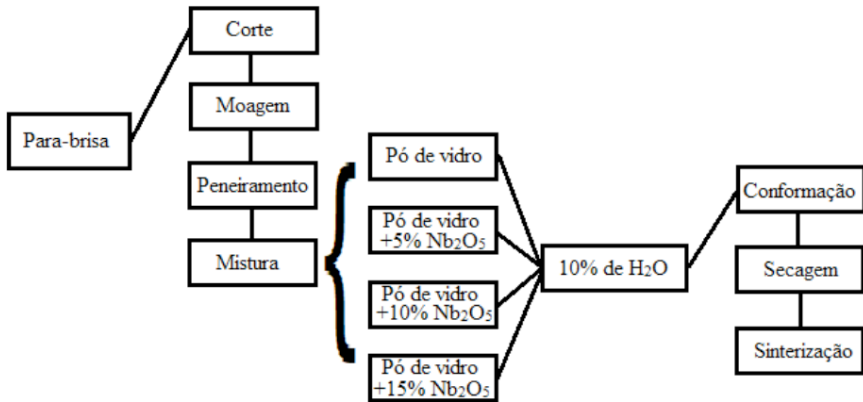 Para-brisa
Corte
Moagem
Peneiramento
Mistura
Pó de vidro
Pó de vidro
+5% Nb₂O₅
Pó de vidro
+10% Nb₂O₅
Pó de vidro
+15% Nb₂O₅
10% de H₂O
Conformação
Secagem
Sinterização